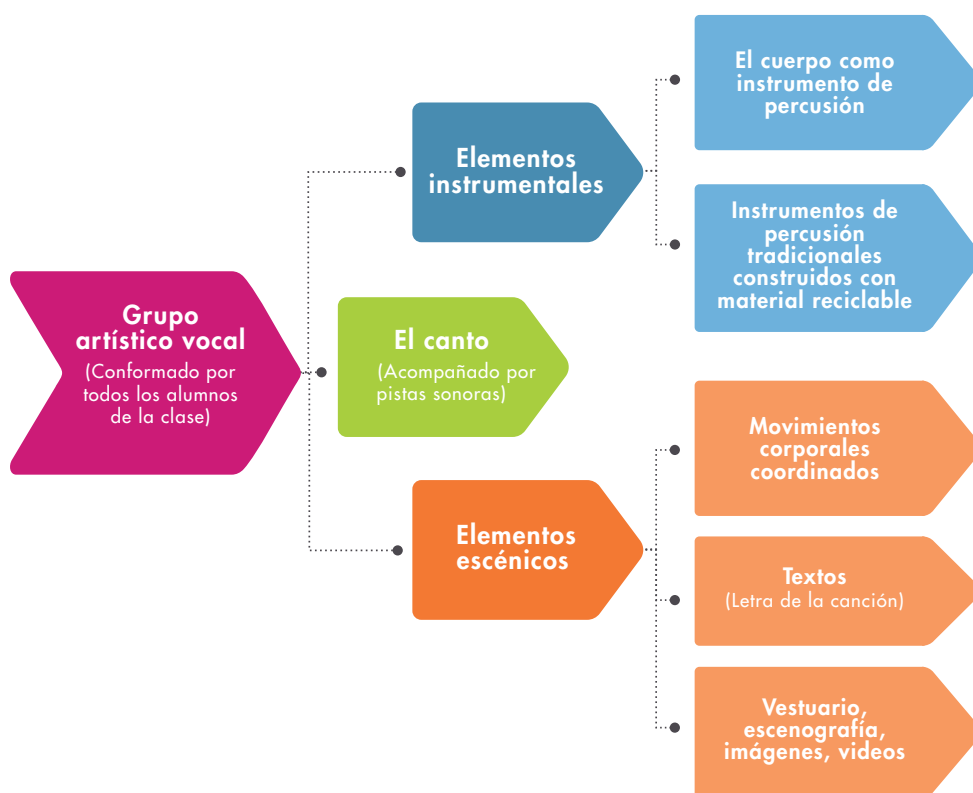 Grupo
artístico vocal
(Conformado por
todos los alumnos
de la clase)
Elementos
instrumentales
El cuerpo como
instrumento de
percusión
Instrumentos de
percusión
tradicionales
construidos con
material reciclable
El canto
(Acompañado por
pistas sonoras)
Elementos
escénicos
Movimientos
corporales
coordinados
Textos
(Letra de la canción)
Vestuario,
escenografía,
imágenes, videos